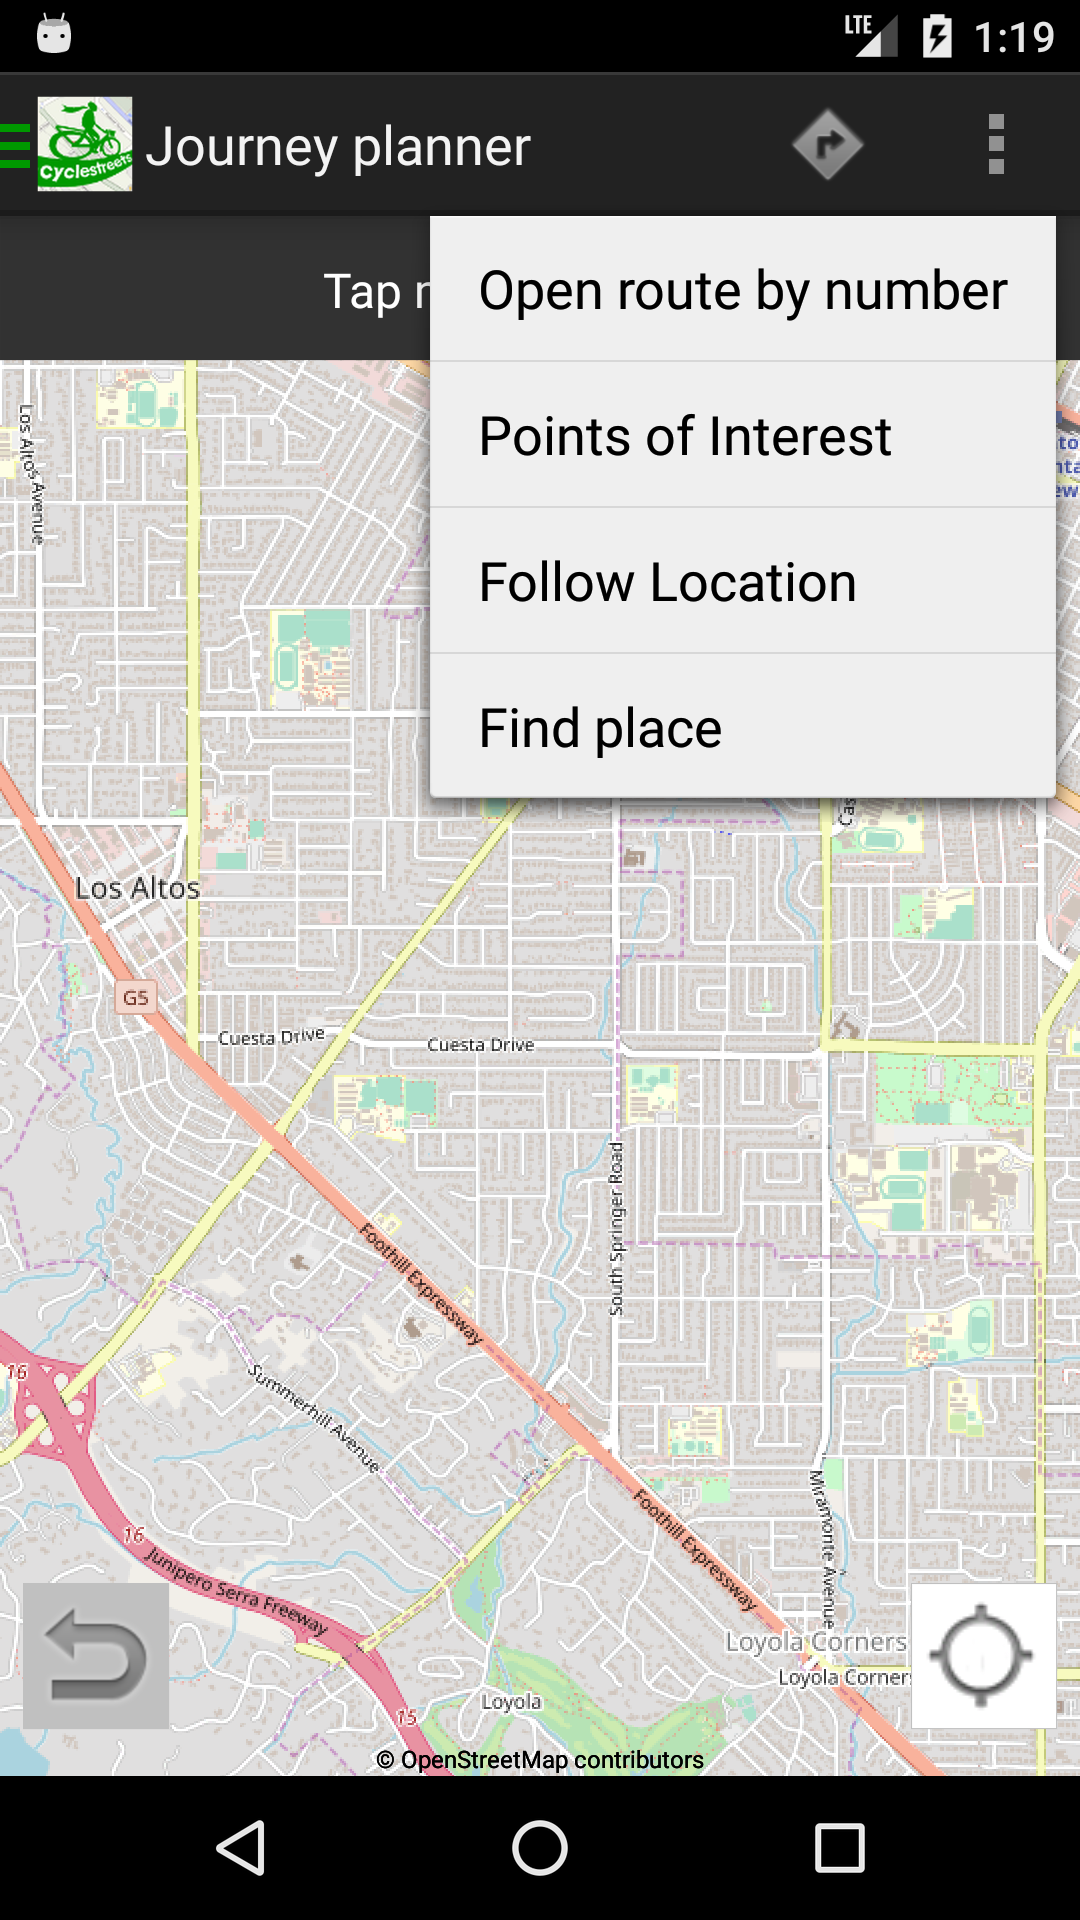 LTE 1:19
cyclestreets
Journey planner
Tap
Open route by number
Points of Interest
Follow Location
Find place
Los Altos Avenue
Los Altos
G5
Cuesta Drive
Cuesta Drive
South Springer Road
Foothill Expressway
16
Summerhill Avenue
Foothill Expressway
Miramonte Avenue
16
Junipero Serra Freeway
Loyola Corners
Loyola Corners
Loyola
15
© OpenStreetMap contributors